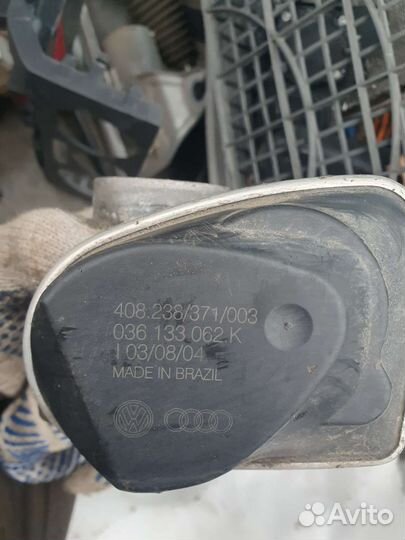 408.238/371/003
036 133 062 K
I 03/08/04
MADE IN BRAZIL
Avito